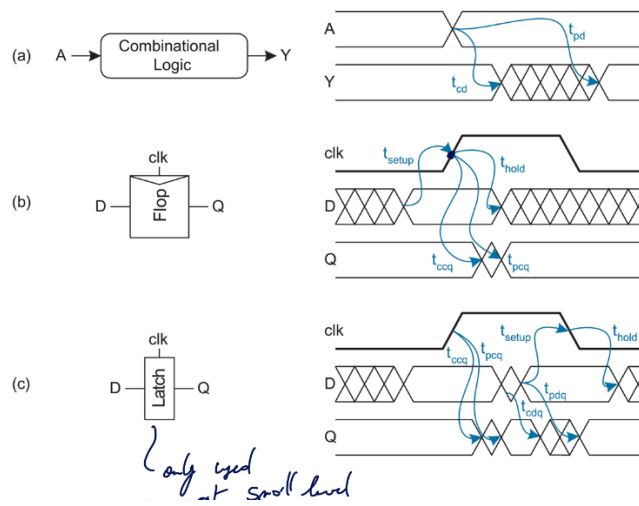 (a)
A
Combinational
Logic
Y
A
Y
t_pd
t_cd
(b)
clk
D
Flop
Q
clk
D
Q
t_setup
t_hold
t_ccq
t_pcq
(c)
clk
D
Latch
Q
clk
D
Q
t_ccq
t_pcq
t_setup
t_hold
t_cdq
t_pdq
only used
at small level